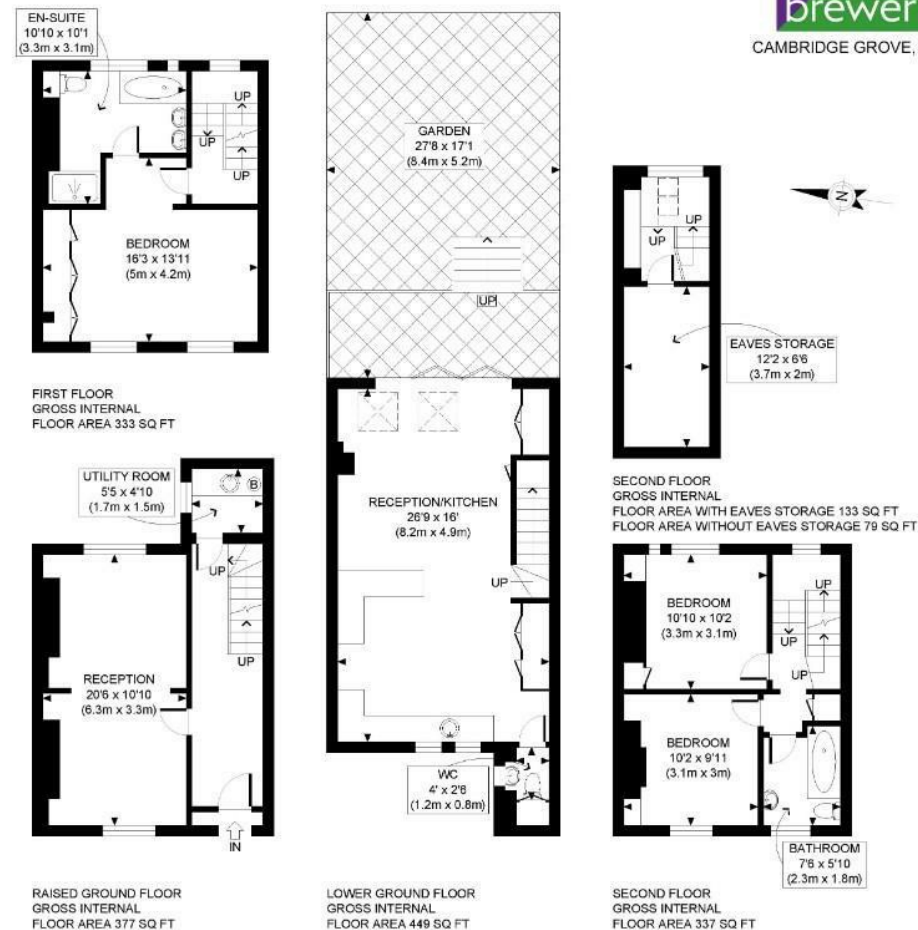 brewer
CAMBRIDGE GROVE,
EN-SUITE
10'10 x 10'1
(3.3m x 3.1m)
UP
UP
UP
BEDROOM
16'3 x 13'11
(5m x 4.2m)
FIRST FLOOR
GROSS INTERNAL
FLOOR AREA 333 SQ FT
GARDEN
27'8 x 17'1
(8.4m x 5.2m)
UP
N
UP
UP
EAVES STORAGE
12'2 x 6'6
(3.7m x 2m)
SECOND FLOOR
GROSS INTERNAL
FLOOR AREA WITH EAVES STORAGE 133 SQ FT
FLOOR AREA WITHOUT EAVES STORAGE 79 SQ FT
UTILITY ROOM
5'5 x 4'10
(1.7m x 1.5m)
B
UP
UP
RECEPTION
20'6 x 10'10
(6.3m x 3.3m)
IN
RAISED GROUND FLOOR
GROSS INTERNAL
FLOOR AREA 377 SQ FT
RECEPTION/KITCHEN
26'9 x 16'
(8.2m x 4.9m)
UP
WC
4' x 2'6
(1.2m x 0.8m)
LOWER GROUND FLOOR
GROSS INTERNAL
FLOOR AREA 449 SQ FT
BEDROOM
10'10 x 10'2
(3.3m x 3.1m)
UP
UP
UP
BEDROOM
10'2 x 9'11
(3.1m x 3m)
BATHROOM
7'6 x 5'10
(2.3m x 1.8m)
SECOND FLOOR
GROSS INTERNAL
FLOOR AREA 337 SQ FT